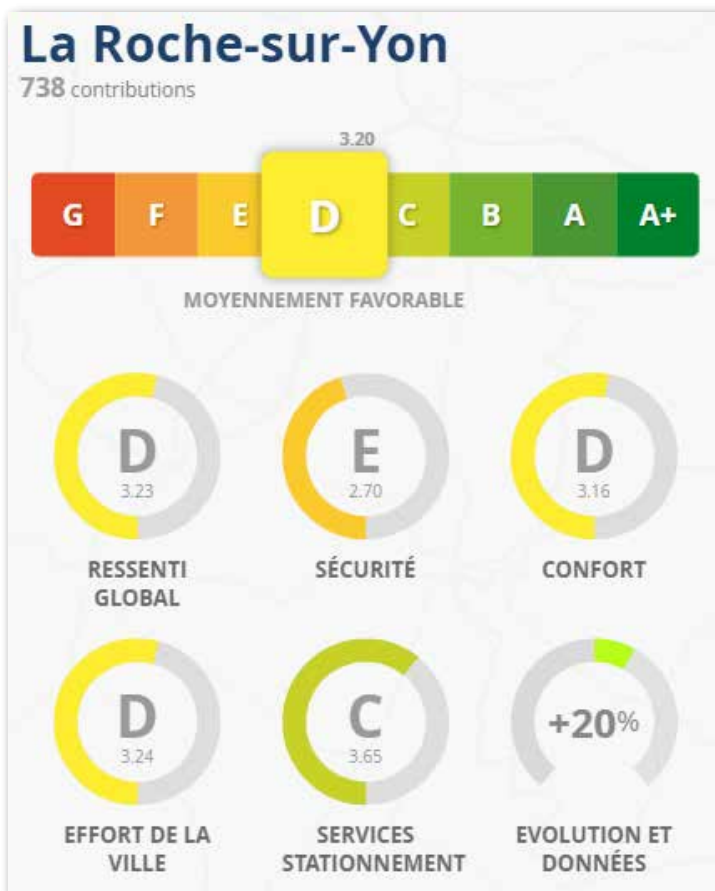 La Roche-sur-Yon
738 contributions
3.20
G F E D C B A A+
MOYENNEMENT FAVORABLE
D E D
3.23 2.70 3.16
RESSENTI SÉCURITÉ CONFORT
GLOBAL
D C +20%
3.24 3.65
EFFORT DE LA SERVICES EVOLUTION ET
VILLE STATIONNEMENT DONNÉES